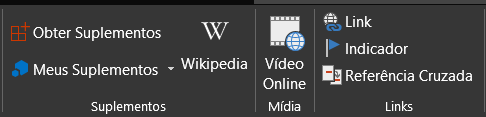 Obter Suplementos
Meus Suplementos
W
Wikipedia
Suplementos
Vídeo
Online
Mídia
Link
Indicador
Referência Cruzada
Links